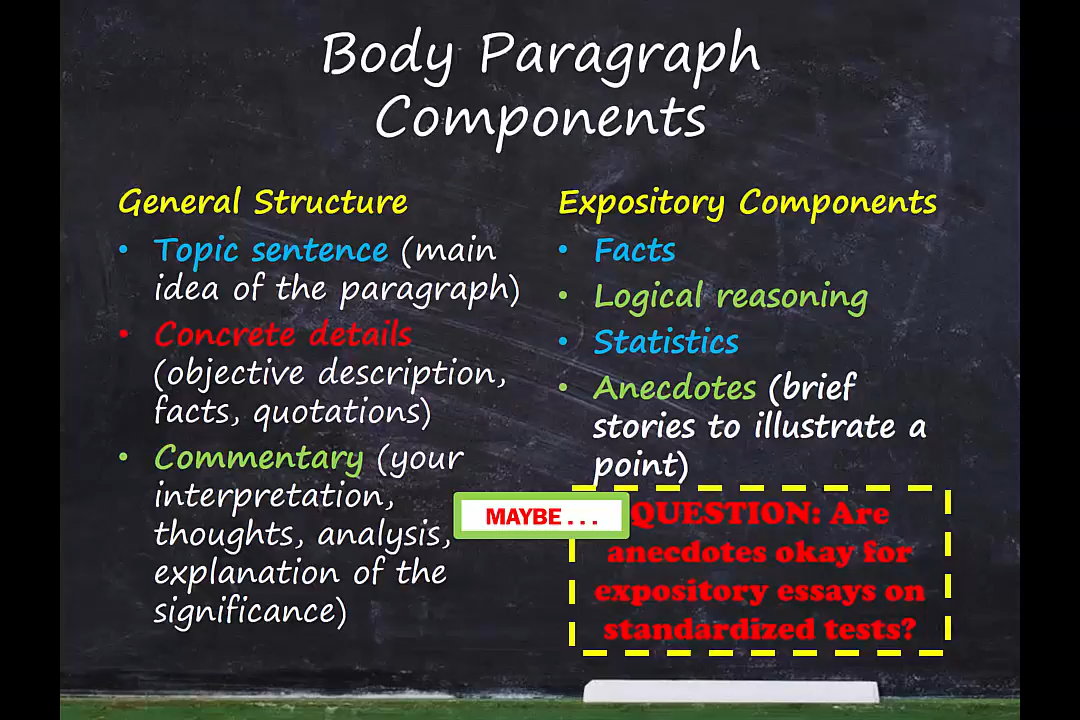 Body Paragraph
Components
General Structure
• Topic sentence (main
idea of the paragraph)
• Concrete details
(objective description,
facts, quotations)
• Commentary (your
interpretation,
thoughts, analysis,
explanation of the
significance)
Expository Components
• Facts
• Logical reasoning
• Statistics
• Anecdotes (brief
stories to illustrate a
point)
MAYBE . . .
QUESTION: Are
anecdotes okay for
expository essays on
standardized tests?